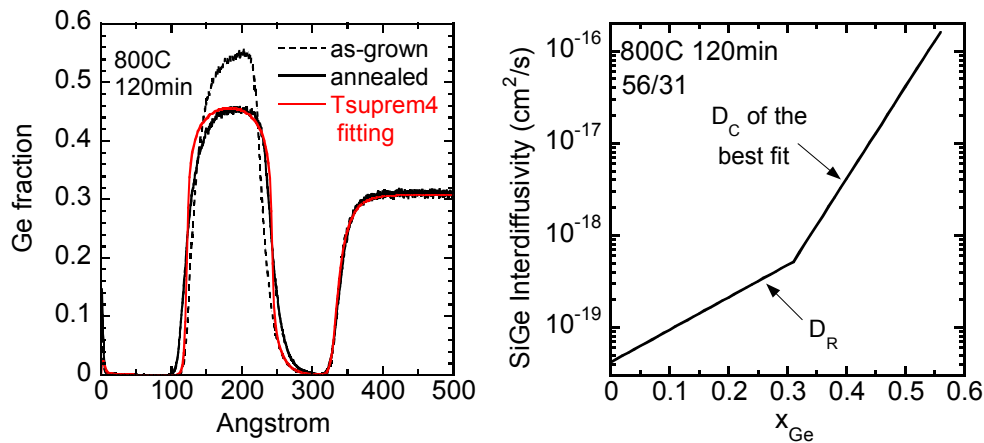 0.6
0.5
0.4
0.3
0.2
0.1
0
Ge fraction
800C
120min
as-grown
annealed
Tsuprem4
fitting
0 100 200 300 400 500
Angstrom
SiGe Interdiffusivity (cm²/s)
10⁻¹⁶
10⁻¹⁷
10⁻¹⁸
10⁻¹⁹
800C 120min
56/31
D_C of the
best fit
D_R
0 0.1 0.2 0.3 0.4 0.5 0.6
x_Ge